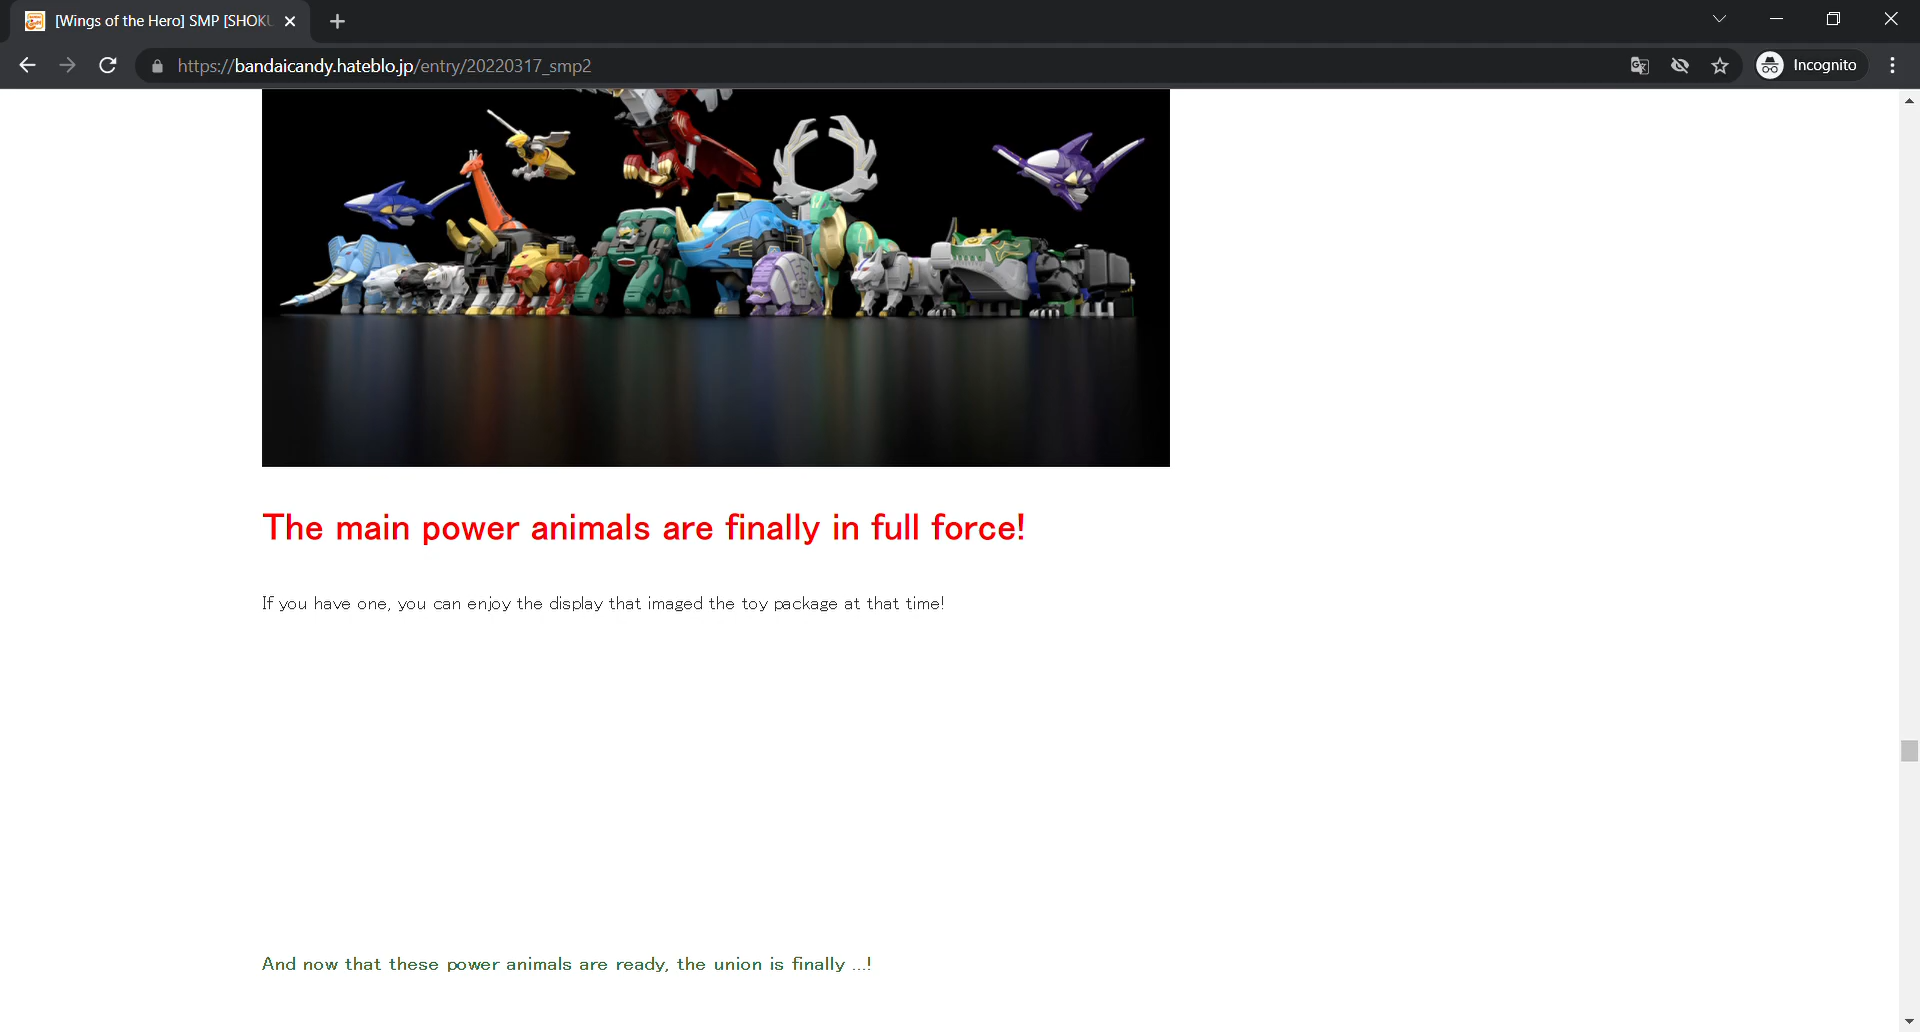 [Wings of the Hero] SMP [SHOKU
https://bandaicandy.hateblo.jp/entry/20220317_smp2
Incognito
The main power animals are finally in full force!
If you have one, you can enjoy the display that imaged the toy package at that time!
And now that these power animals are ready, the union is finally ...!